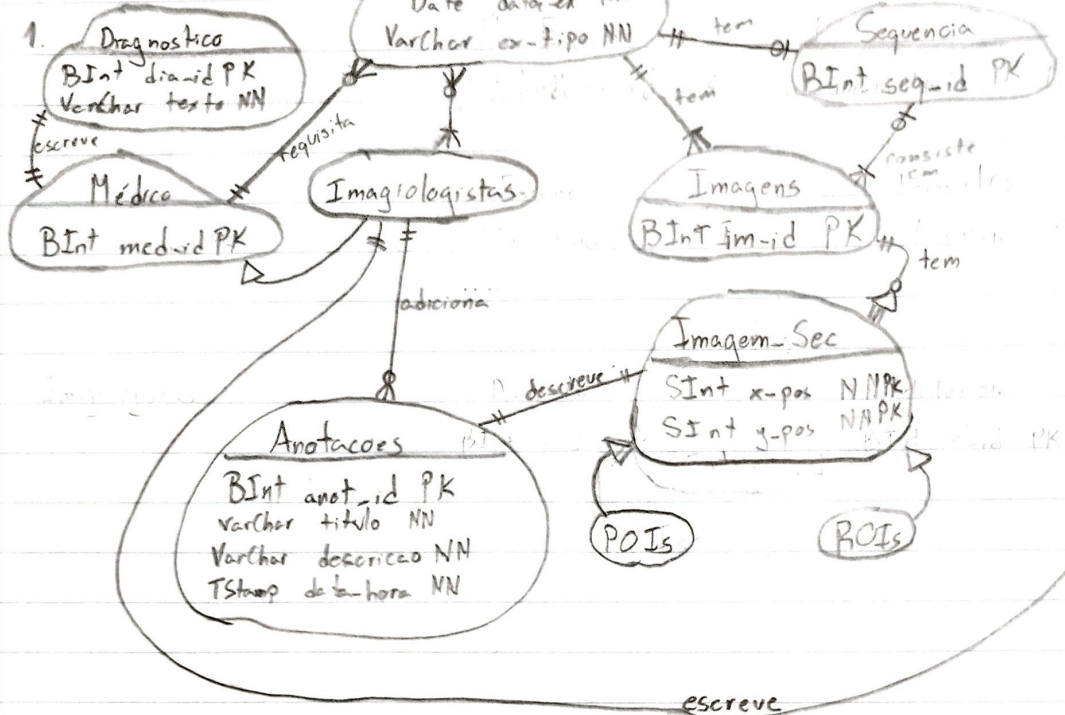 1.
Diagnostico
BInt dia-id PK
VarChar texto NN
escreve
Médico
BInt med-id PK
requisita
VarChar ex-tipo NN
tem
Sequencia
BInt seq-id PK
tem
consiste
em
Imagiologistas
Imagens
BInT im-id PK
tem
adiciona
Imagem_Sec
SInt x-pos NN PK
SInt y-pos NN PK
descreve
Anotacoes
BInt anot_id PK
VarChar titulo NN
VarChar descricao NN
TStamp data-hora NN
POIs
ROIs
escreve